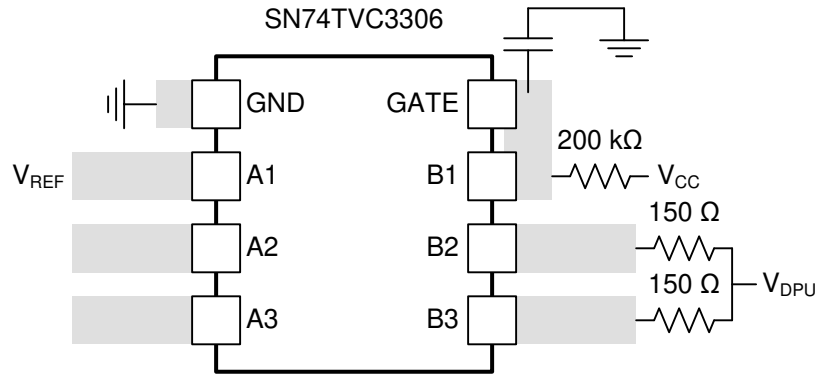 SN74TVC3306
GND GATE
200 kΩ
V_REF A1 B1 V_CC
150 Ω
A2 B2
150 Ω V_DPU
A3 B3